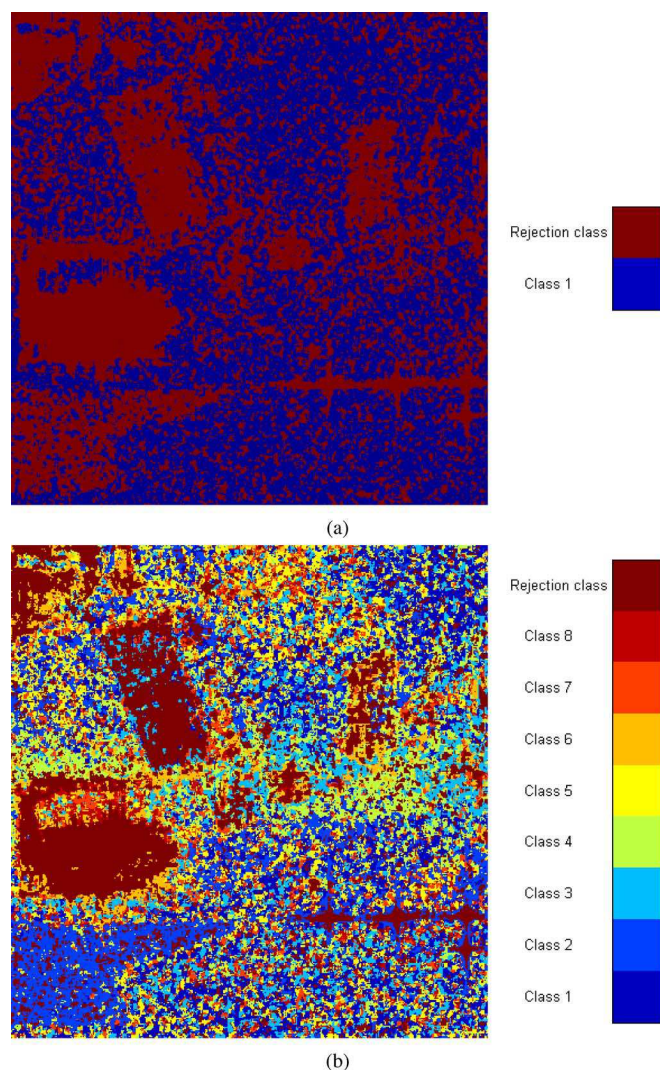 Rejection class
Class 1
(a)
Rejection class
Class 8
Class 7
Class 6
Class 5
Class 4
Class 3
Class 2
Class 1
(b)